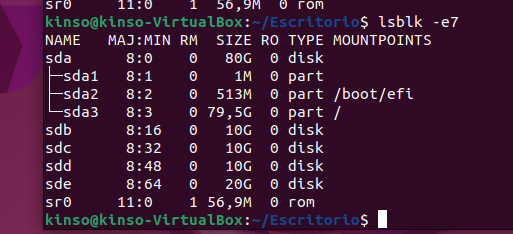 sr0 11:0 1 56,9M 0 rom
kinso@kinso-VirtualBox:~/Escritorio$ lsblk -e7
NAME MAJ:MIN RM SIZE RO TYPE MOUNTPOINTS
sda 8:0 0 80G 0 disk
├─sda1 8:1 0 1M 0 part
├─sda2 8:2 0 513M 0 part /boot/efi
└─sda3 8:3 0 79,5G 0 part /
sdb 8:16 0 10G 0 disk
sdc 8:32 0 10G 0 disk
sdd 8:48 0 10G 0 disk
sde 8:64 0 20G 0 disk
sr0 11:0 1 56,9M 0 rom
kinso@kinso-VirtualBox:~/Escritorio$